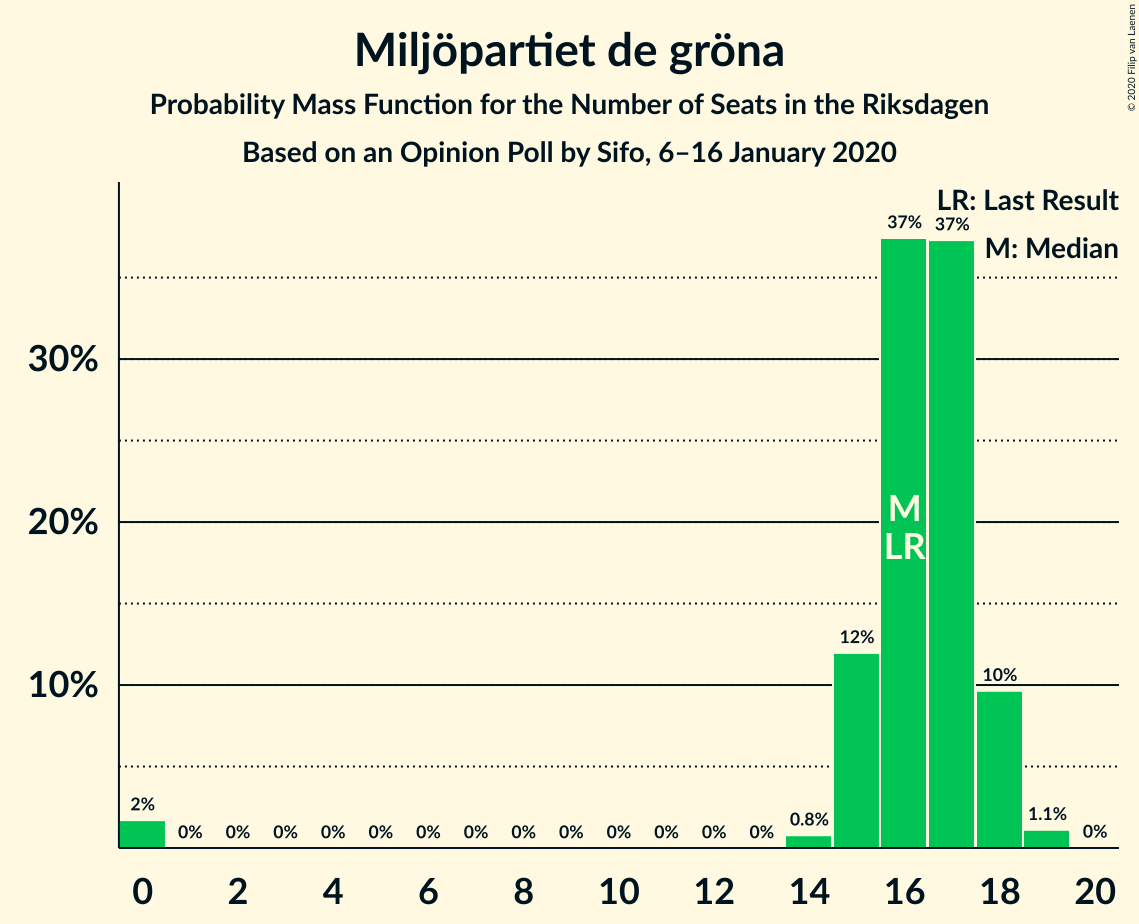 Miljöpartiet de gröna
Probability Mass Function for the Number of Seats in the Riksdagen
Based on an Opinion Poll by Sifo, 6–16 January 2020
© 2020 Filip van Laenen
LR: Last Result
M: Median
37% 37%
30%
20%
10%
M
LR
12%
10%
2% 0% 0% 0% 0% 0% 0% 0% 0% 0% 0% 0% 0% 0% 0.8% 1.1% 0%
0 2 4 6 8 10 12 14 16 18 20